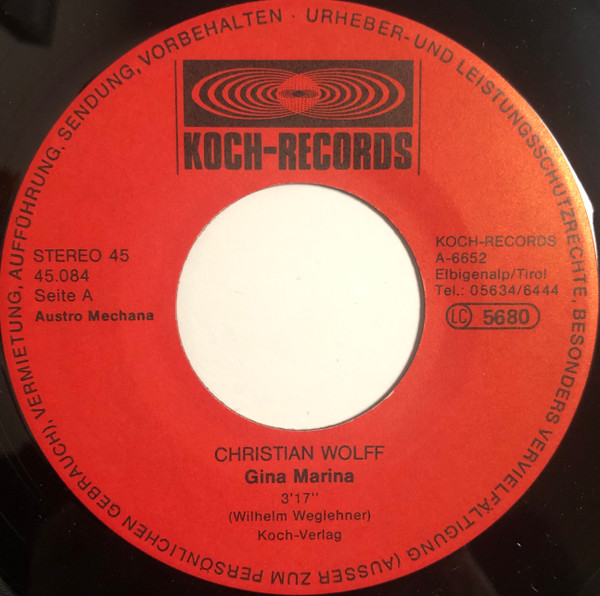 URHEBER- UND LEISTUNGSSCHUTZRECHTE, BESONDERS VERVIELFÄLTIGUNG (AUSSER ZUM PERSÖNLICHEN GEBRAUCH), VERMIETUNG, AUFFÜHRUNG, SENDUNG, VORBEHALTEN ·
KOCH-RECORDS
STEREO 45
45.084
Seite A
Austro Mechana
KOCH-RECORDS
A-6652
Elbigenalp/Tirol
Tel.: 05634/6444
LC 5680
CHRISTIAN WOLFF
Gina Marina
3'17''
(Wilhelm Weglehner)
Koch-Verlag